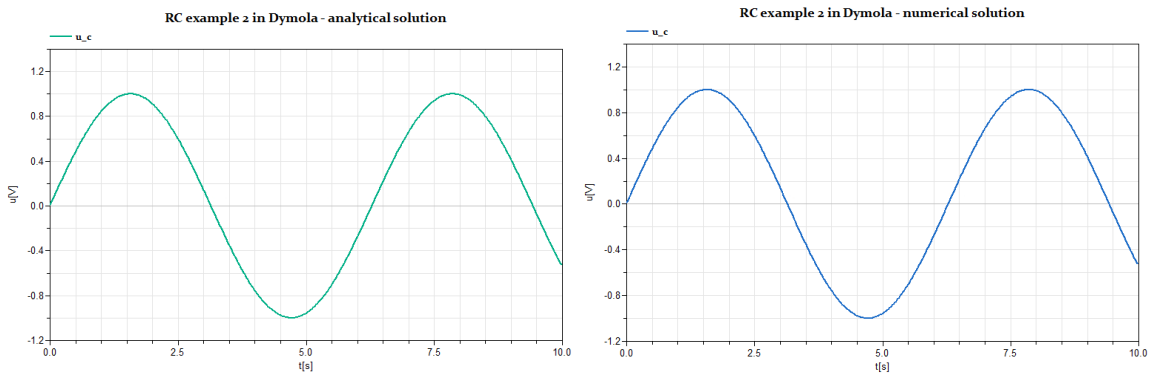 RC example 2 in Dymola - analytical solution
u_c
1.2
0.8
0.4
0.0
-0.4
-0.8
-1.2
u[V]
0.0 2.5 5.0 7.5 10.0
t[s]
RC example 2 in Dymola - numerical solution
u_c
1.2
0.8
0.4
0.0
-0.4
-0.8
-1.2
u[V]
0.0 2.5 5.0 7.5 10.0
t[s]